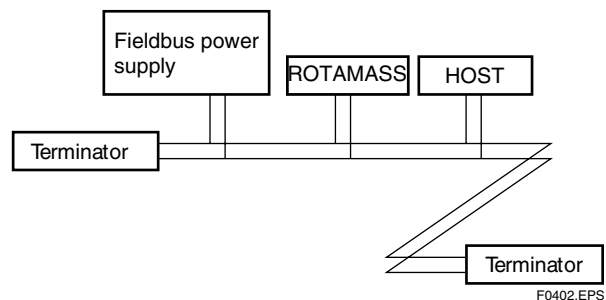 Fieldbus power
supply
ROTAMASS
HOST
Terminator
Terminator
F0402.EPS